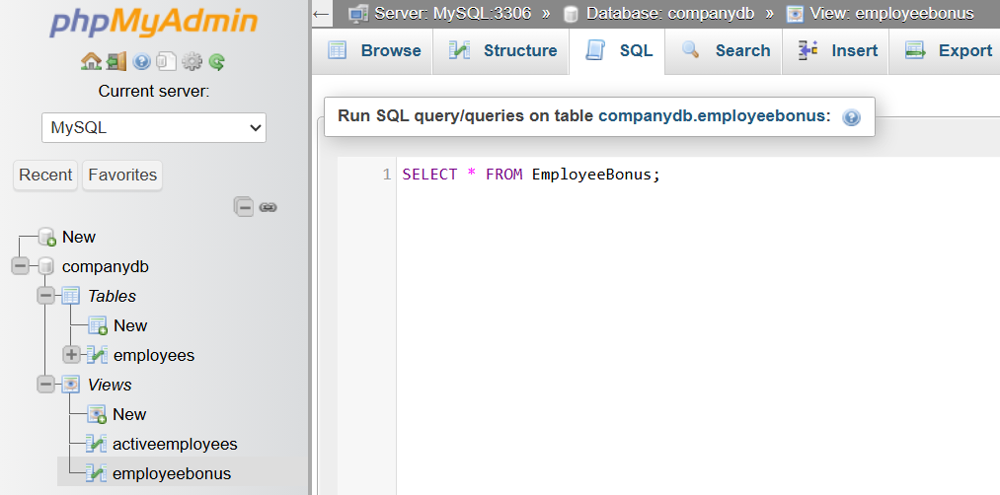 phpMyAdmin
Current server:
MySQL
Recent Favorites
New
companydb
Tables
New
employees
Views
New
activeemployees
employeebonus
Server: MySQL:3306 » Database: companydb » View: employeebonus
Browse Structure SQL Search Insert Export
Run SQL query/queries on table companydb.employeebonus:
1 SELECT * FROM EmployeeBonus;